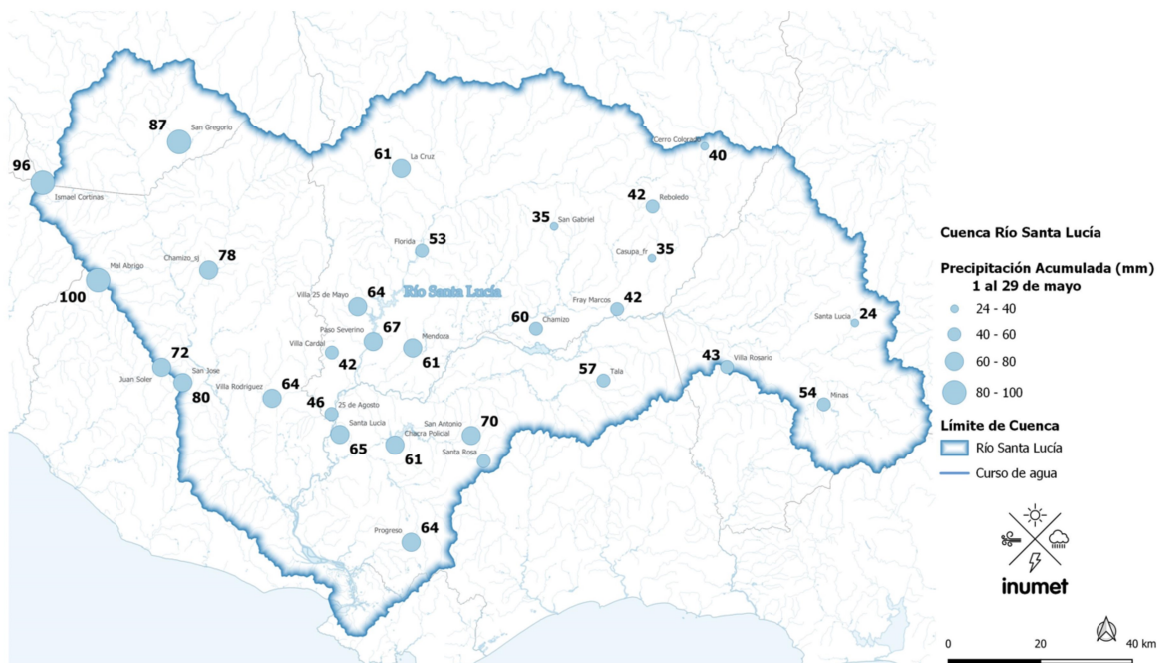 87
San Gregorio
96
Ismael Cortinas
61
La Cruz
Cerro Colorado
40
42
Reboledo
35
San Gabriel
Florida
53
Casupa_fr
35
Chamizo_sj
78
Mal Abrigo
100
Villa 25 de Mayo
64
Río Santa Lucía
Fray Marcos
42
60
Chamizo
Santa Lucia
24
Paso Severino
67
Mendoza
61
Villa Cardal
42
72
Juan Soler
San Jose
80
Villa Rodriguez
64
57
Tala
43
Villa Rosario
54
Minas
46
25 de Agosto
Santa Lucia
65
San Antonio
70
Chacra Policial
61
Santa Rosa
Progreso
64
Cuenca Río Santa Lucía
Precipitación Acumulada (mm)
1 al 29 de mayo
24 - 40
40 - 60
60 - 80
80 - 100
Límite de Cuenca
Río Santa Lucía
Curso de agua
inumet
0 20 40 km